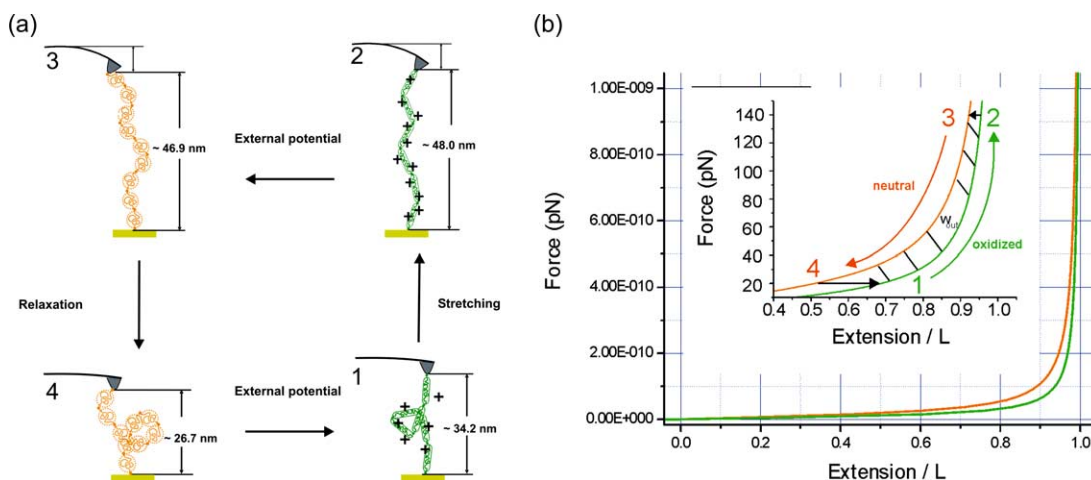 (a)
3
2
External potential
~ 46.9 nm
~ 48.0 nm
+ + + + + + + + +
Relaxation
Stretching
4
External potential
1
~ 26.7 nm
~ 34.2 nm
+ + + + + +
(b)
Force (pN)
1.00E-009
8.00E-010
6.00E-010
4.00E-010
2.00E-010
0.00E+000
0.0 0.2 0.4 0.6 0.8 1.0
Extension / L
Force (pN)
140
120
100
80
60
40
20
0.4 0.5 0.6 0.7 0.8 0.9 1.0
Extension / L
3
2
neutral
w out
oxidized
4
1